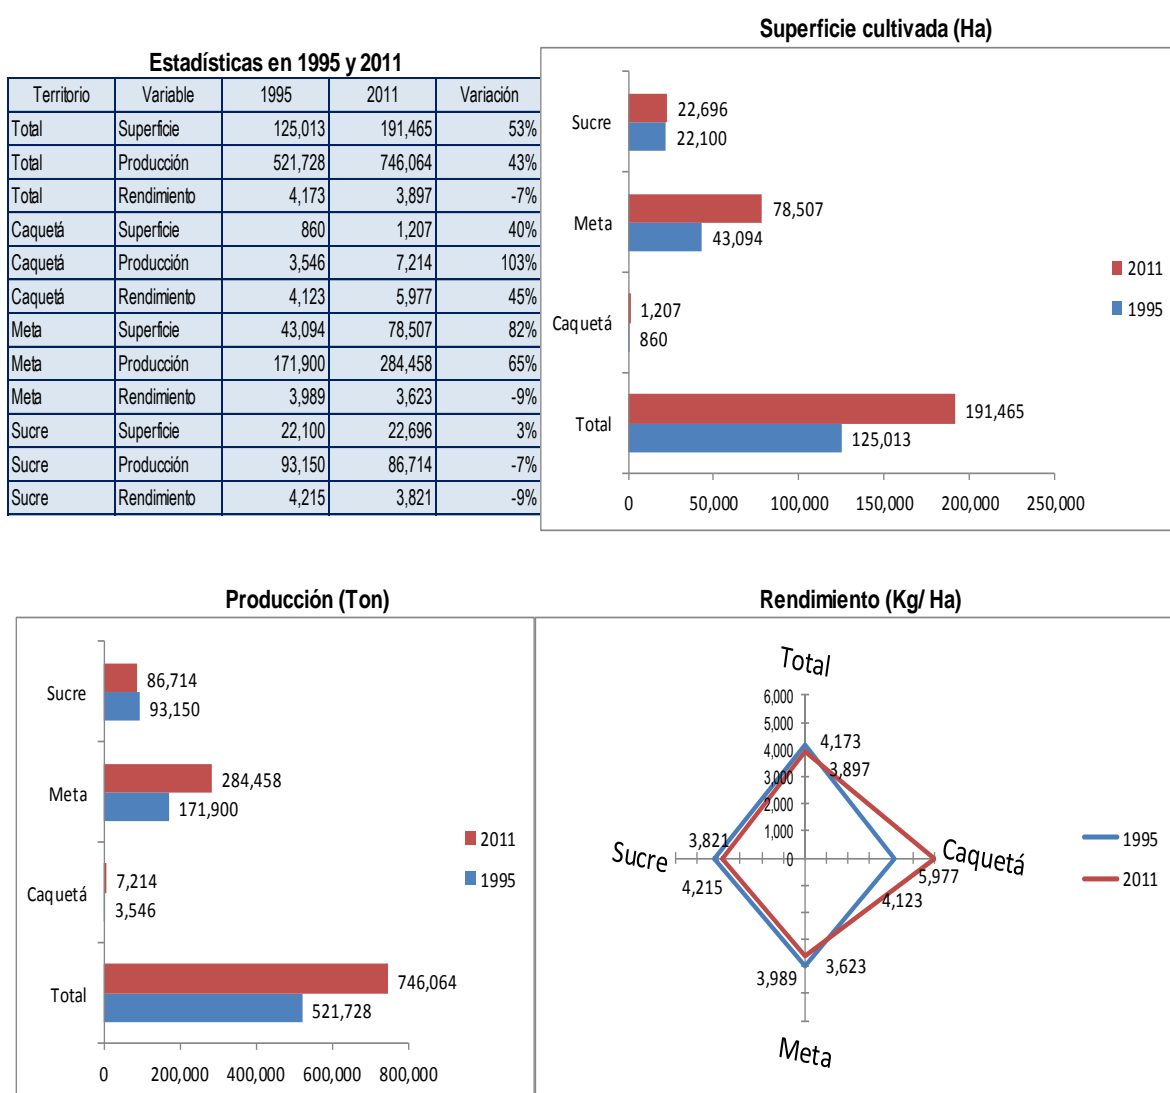 Estadísticas en 1995 y 2011
Territorio Variable 1995 2011 Variación
Total Superficie 125,013 191,465 53%
Total Producción 521,728 746,064 43%
Total Rendimiento 4,173 3,897 -7%
Caquetá Superficie 860 1,207 40%
Caquetá Producción 3,546 7,214 103%
Caquetá Rendimiento 4,123 5,977 45%
Meta Superficie 43,094 78,507 82%
Meta Producción 171,900 284,458 65%
Meta Rendimiento 3,989 3,623 -9%
Sucre Superficie 22,100 22,696 3%
Sucre Producción 93,150 86,714 -7%
Sucre Rendimiento 4,215 3,821 -9%
Superficie cultivada (Ha)
Sucre
22,696
22,100
Meta
78,507
43,094
Caquetá
1,207
860
Total
191,465
125,013
0 50,000 100,000 150,000 200,000 250,000
2011
1995
Producción (Ton)
Sucre
86,714
93,150
Meta
284,458
171,900
Caquetá
7,214
3,546
Total
746,064
521,728
0 200,000 400,000 600,000 800,000
2011
1995
Rendimiento (Kg/ Ha)
Total
6,000
5,000
4,000
3,000
2,000
1,000
0
4,173
3,897
Sucre
3,821
4,215
Caquetá
5,977
4,123
3,989
3,623
Meta
1995
2011